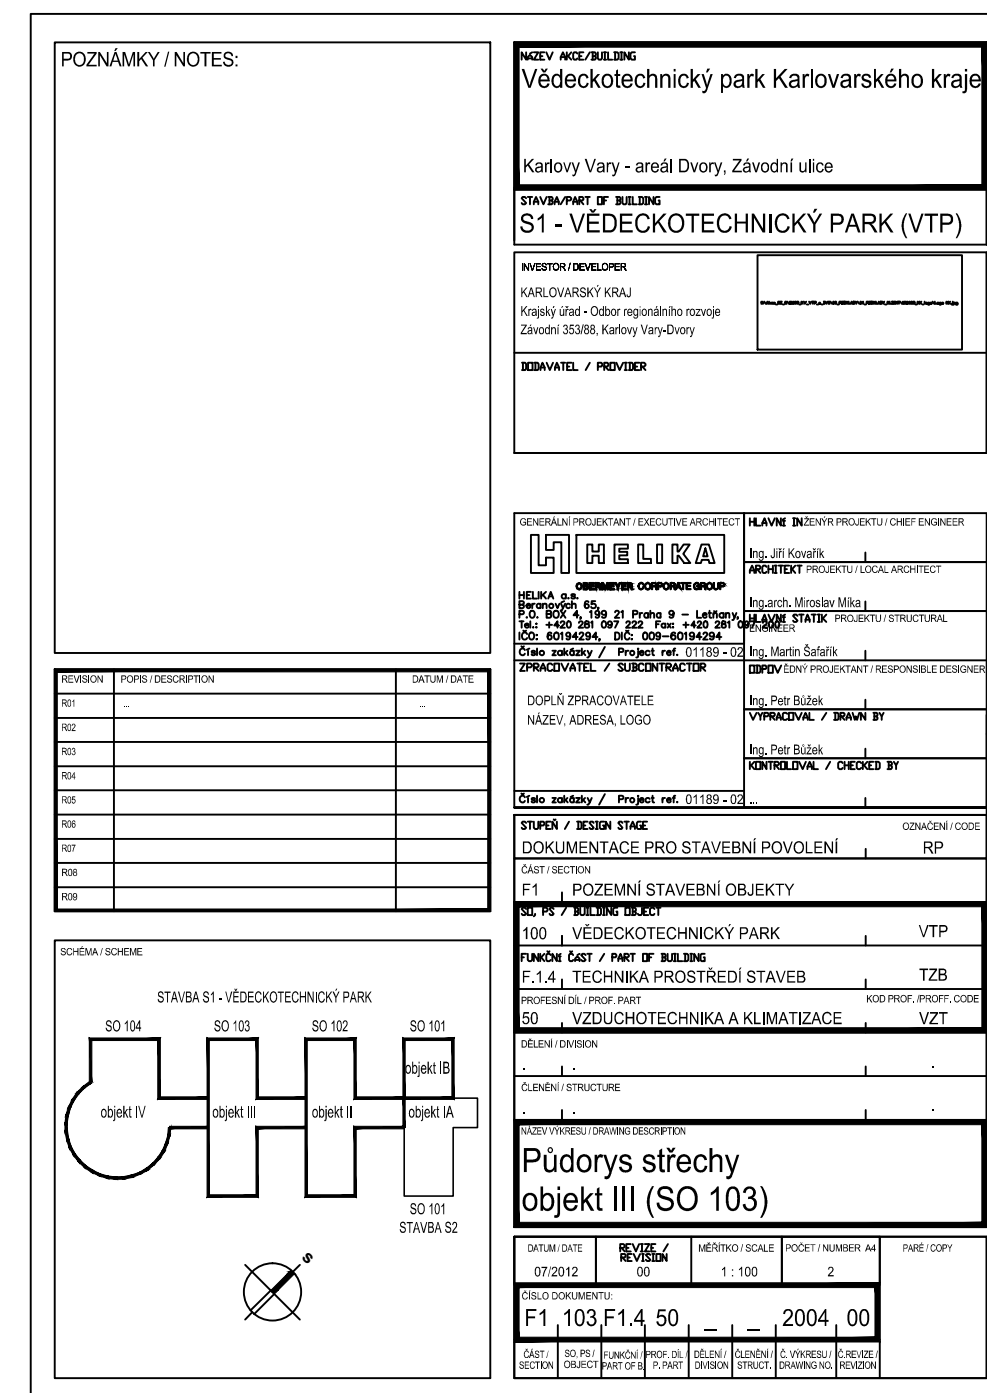 POZNÁMKY / NOTES:
REVISION POPIS / DESCRIPTION DATUM / DATE
R01 ... ...
R02
R03
R04
R05
R06
R07
R08
R09
SCHÉMA / SCHEME
STAVBA S1 - VĚDECKOTECHNICKÝ PARK
SO 104 SO 103 SO 102 SO 101
objekt IB
objekt IV objekt III objekt II objekt IA
SO 101
STAVBA S2
S
NÁZEV AKCE/BUILDING
Vědeckotechnický park Karlovarského kraje
Karlovy Vary - areál Dvory, Závodní ulice
STAVBA/PART OF BUILDING
S1 - VĚDECKOTECHNICKÝ PARK (VTP)
INVESTOR / DEVELOPER
KARLOVARSKÝ KRAJ
Krajský úřad - Odbor regionálního rozvoje
Závodní 353/88, Karlovy Vary-Dvory
DODAVATEL / PROVIDER
GENERÁLNÍ PROJEKTANT / EXECUTIVE ARCHITECT
HELIKA
OBERMEYER CORPORATE GROUP
HELIKA a.s.
Beranových 65,
P.O. BOX 4, 199 21 Praha 9 – Letňany,
Tel.: +420 281 097 222 Fax: +420 281 097 200
IČO: 60194294, DIČ: 009-60194294
Číslo zakázky / Project ref. 01189 - 02
ZPRACOVATEL / SUBCONTRACTOR
DOPLŇ ZPRACOVATELE
NÁZEV, ADRESA, LOGO
Číslo zakázky / Project ref. 01189 - 02
HLAVNÍ INŽENÝR PROJEKTU / CHIEF ENGINEER
Ing. Jiří Kovařík
ARCHITEKT PROJEKTU / LOCAL ARCHITECT
Ing.arch. Miroslav Míka
HLAVNÍ STATIK PROJEKTU / STRUCTURAL
ENGINEER
Ing. Martin Šafařík
ODPOVĚDNÝ PROJEKTANT / RESPONSIBLE DESIGNER
Ing. Petr Bůžek
VYPRACOVAL / DRAWN BY
Ing. Petr Bůžek
KONTROLOVAL / CHECKED BY
...
STUPEŇ / DESIGN STAGE OZNAČENÍ / CODE
DOKUMENTACE PRO STAVEBNÍ POVOLENÍ RP
ČÁST / SECTION
F1 POZEMNÍ STAVEBNÍ OBJEKTY
SO, PS / BUILDING OBJECT
100 VĚDECKOTECHNICKÝ PARK VTP
FUNKČNÍ ČÁST / PART OF BUILDING
F.1.4 TECHNIKA PROSTŘEDÍ STAVEB TZB
PROFESNÍ DÍL / PROF. PART KOD PROF. /PROFF. CODE
50 VZDUCHOTECHNIKA A KLIMATIZACE VZT
DĚLENÍ / DIVISION
. . .
ČLENĚNÍ / STRUCTURE
. . .
NÁZEV VÝKRESU / DRAWING DESCRIPTION
Půdorys střechy
objekt III (SO 103)
DATUM / DATE REVIZE / REVISION MĚŘÍTKO / SCALE POČET / NUMBER A4 PARÉ / COPY
07/2012 00 1 : 100 2
ČÍSLO DOKUMENTU:
F1 103 F1.4 50 _ _ 2004 00
ČÁST / SO, PS / FUNKČNÍ / PROF. DÍL / DĚLENÍ / ČLENĚNÍ / Č. VÝKRESU / Č.REVIZE /
SECTION OBJECT PART OF B. P. PART DIVISION STRUCT. DRAWING NO. REVIZION